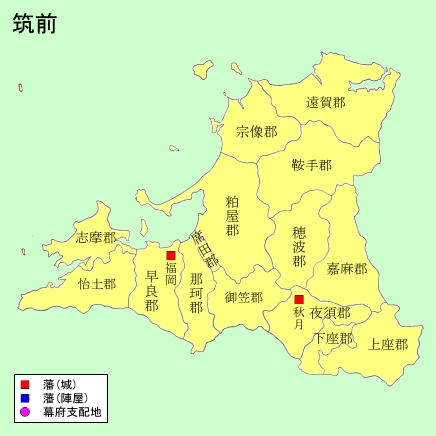 筑前
遠賀郡
宗像郡
鞍手郡
粕屋郡
穂波郡
嘉麻郡
席田郡
志摩郡
怡土郡
早良郡
福岡
那珂郡
御笠郡
秋月
夜須郡
下座郡
上座郡
藩(城)
藩(陣屋)
幕府支配地